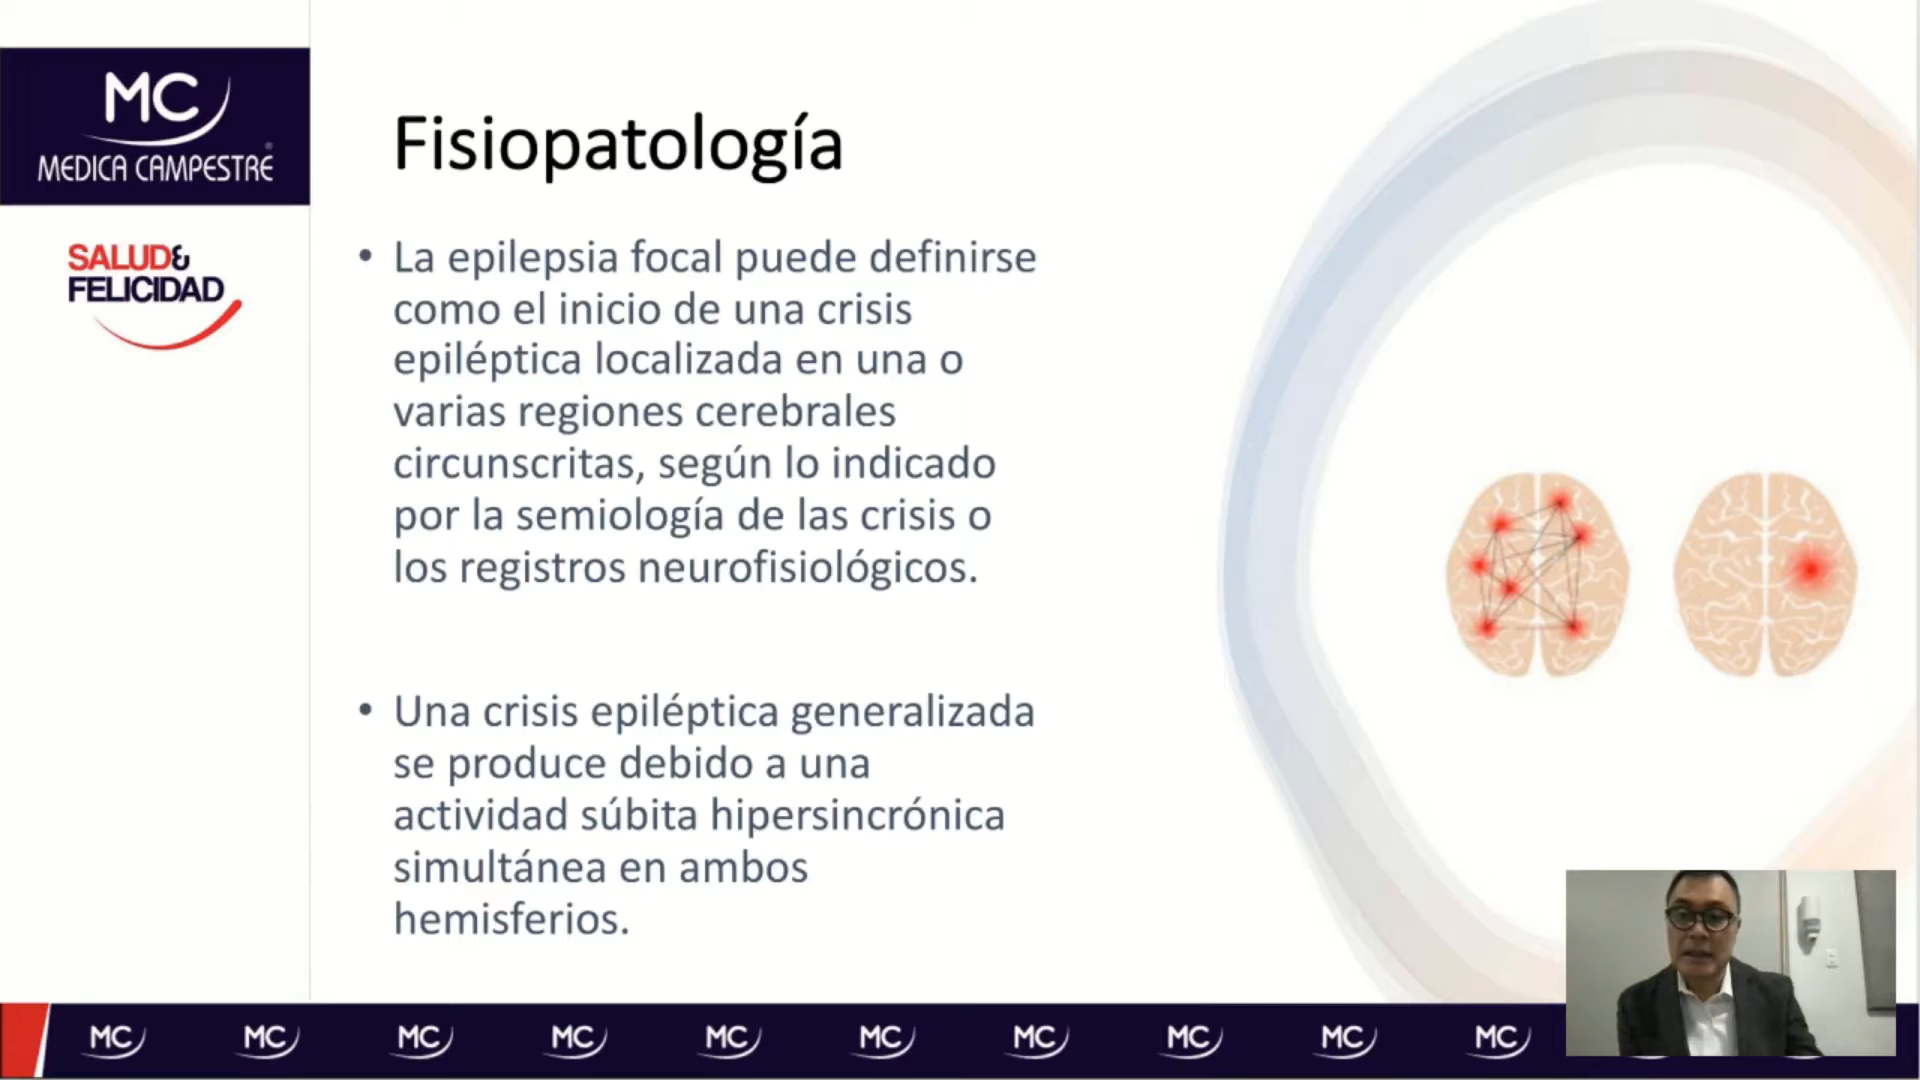 MC
MEDICA CAMPESTRE®
SALUD&
FELICIDAD
Fisiopatología
• La epilepsia focal puede definirse
como el inicio de una crisis
epiléptica localizada en una o
varias regiones cerebrales
circunscritas, según lo indicado
por la semiología de las crisis o
los registros neurofisiológicos.
• Una crisis epiléptica generalizada
se produce debido a una
actividad súbita hipersincrónica
simultánea en ambos
hemisferios.
MC MC MC MC MC MC MC MC MC MC